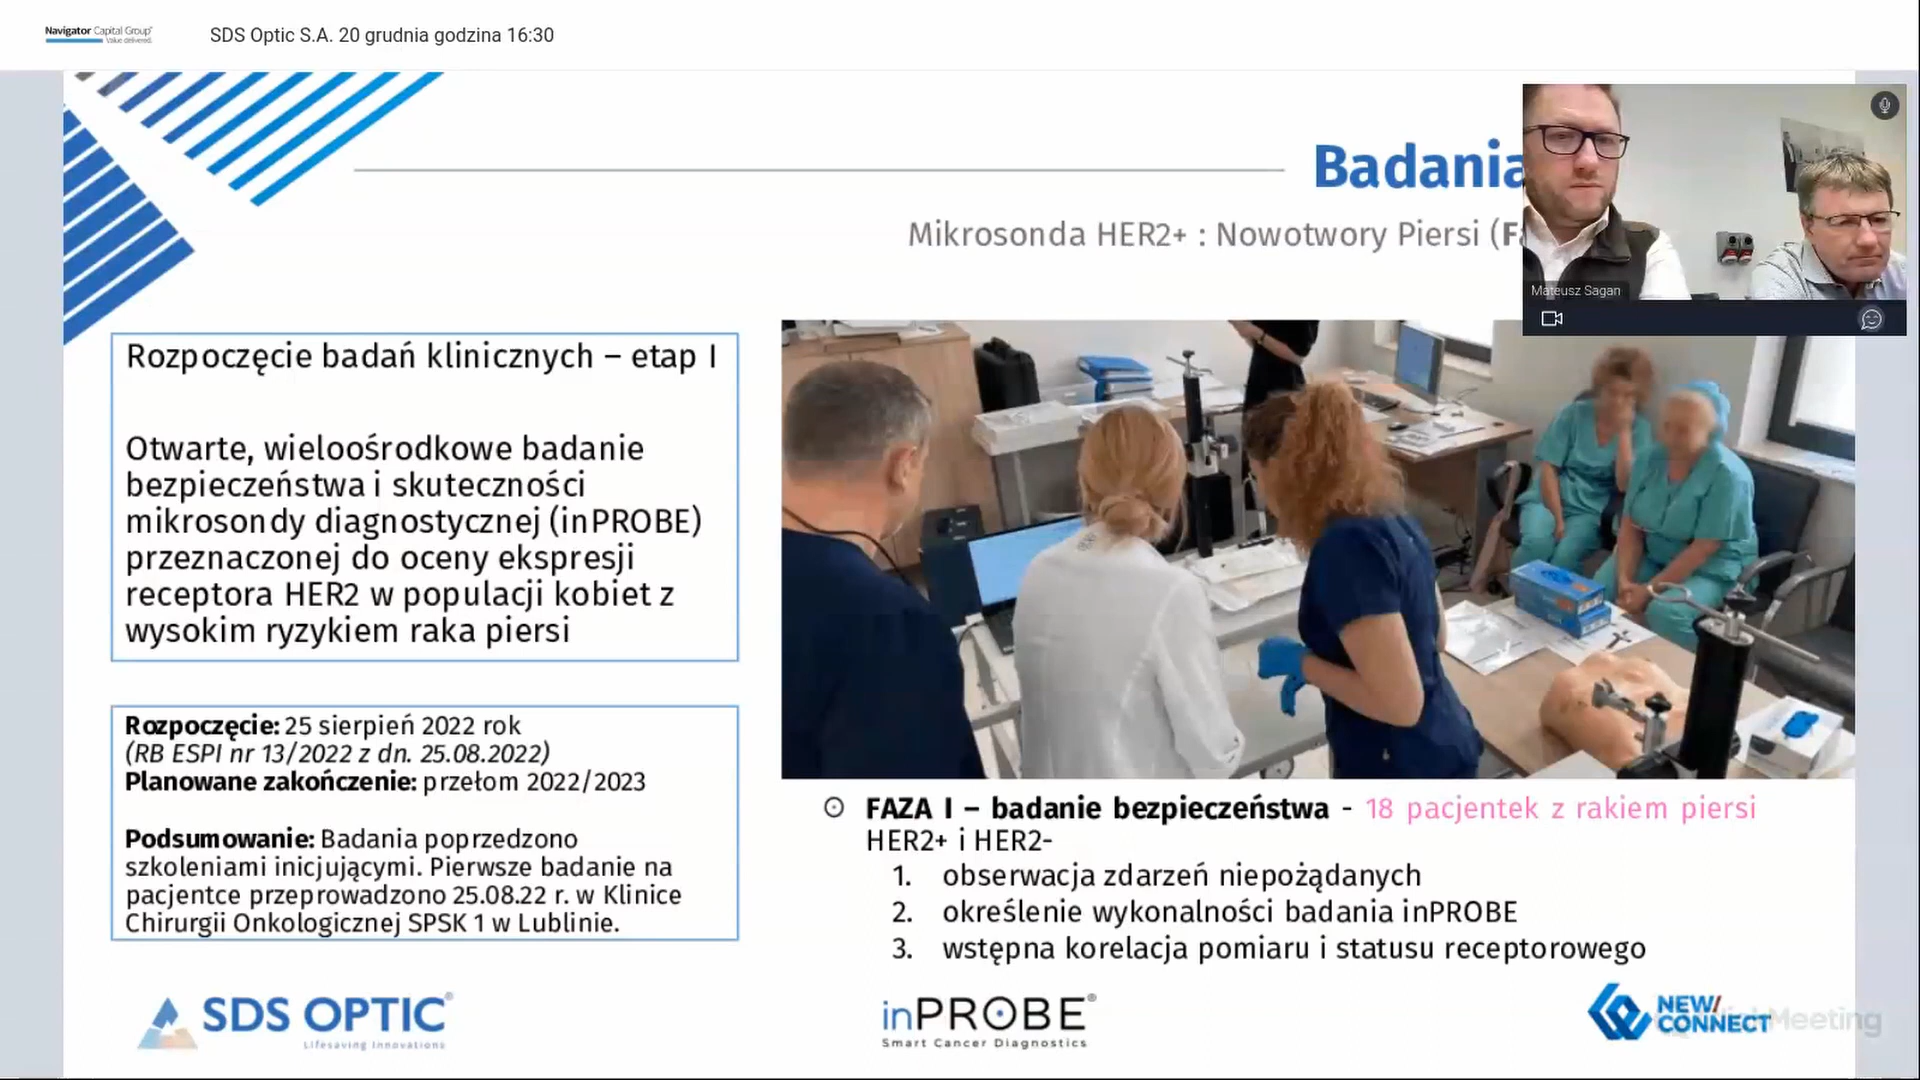 Navigator Capital Group
Value delivered.
SDS Optic S.A. 20 grudnia godzina 16:30
Badania
Mikrosonda HER2+ : Nowotwory Piersi (
Mateusz Sagan
Rozpoczęcie badań klinicznych – etap I
Otwarte, wieloośrodkowe badanie
bezpieczeństwa i skuteczności
mikrosondy diagnostycznej (inPROBE)
przeznaczonej do oceny ekspresji
receptora HER2 w populacji kobiet z
wysokim ryzykiem raka piersi
Rozpoczęcie: 25 sierpień 2022 rok
(RB ESPI nr 13/2022 z dn. 25.08.2022)
Planowane zakończenie: przełom 2022/2023
Podsumowanie: Badania poprzedzono
szkoleniami inicjującymi. Pierwsze badanie na
pacjentce przeprowadzono 25.08.22 r. w Klinice
Chirurgii Onkologicznej SPSK 1 w Lublinie.
FAZA I – badanie bezpieczeństwa - 18 pacjentek z rakiem piersi
HER2+ i HER2-
1. obserwacja zdarzeń niepożądanych
2. określenie wykonalności badania inPROBE
3. wstępna korelacja pomiaru i statusu receptorowego
SDS OPTIC®
Lifesaving Innovations
inPROBE®
Smart Cancer Diagnostics
NEW/
CONNECT
Meeting